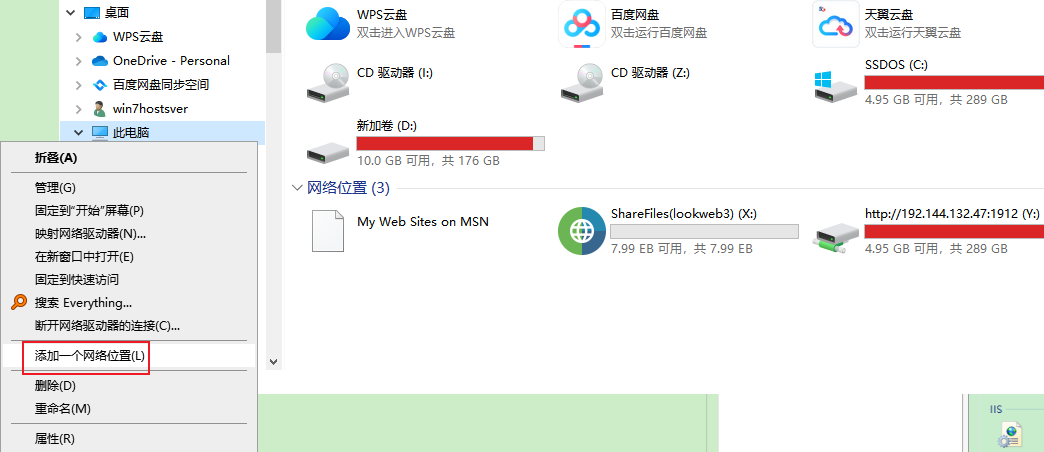 桌面
WPS云盘
OneDrive - Personal
百度网盘同步空间
win7hostsver
此电脑
折叠(A)
管理(G)
固定到"开始"屏幕(P)
映射网络驱动器(N)...
在新窗口中打开(E)
固定到快速访问
搜索 Everything...
断开网络驱动器的连接(C)...
添加一个网络位置(L)
删除(D)
重命名(M)
属性(R)
WPS云盘
双击进入WPS云盘
百度网盘
双击运行百度网盘
天翼云盘
双击运行天翼云盘
CD 驱动器 (I:)
CD 驱动器 (Z:)
SSDOS (C:)
4.95 GB 可用，共 289 GB
新加卷 (D:)
10.0 GB 可用，共 176 GB
网络位置 (3)
My Web Sites on MSN
ShareFiles(lookweb3) (X:)
7.99 EB 可用，共 7.99 EB
http://192.144.132.47:1912 (Y:)
4.95 GB 可用，共 289 GB
IIS